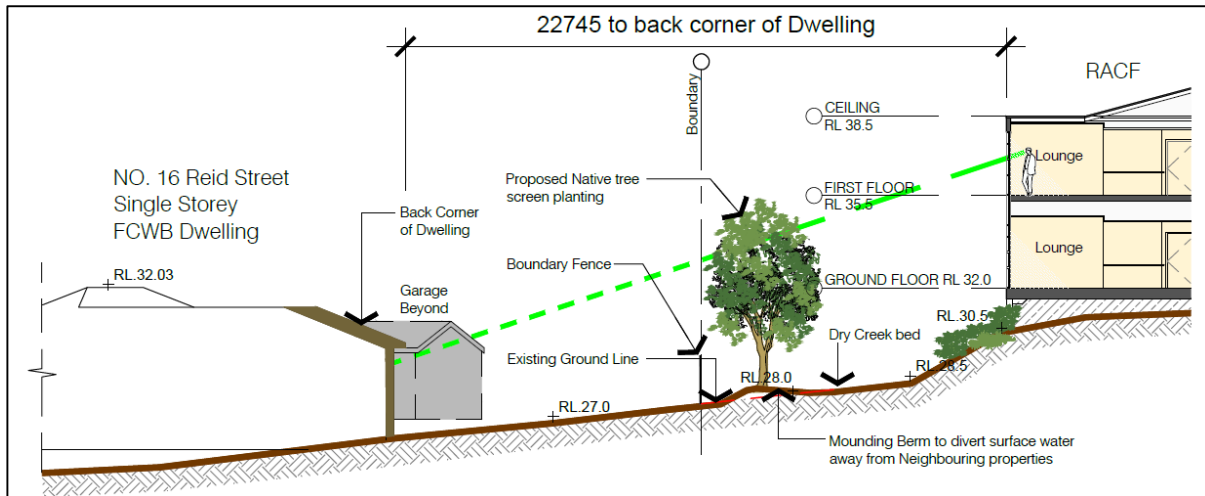 22745 to back corner of Dwelling
Boundary
RACF
CEILING
RL 38.5
Lounge
NO. 16 Reid Street
Single Storey
FCWB Dwelling
Proposed Native tree
screen planting
FIRST FLOOR
RL 35.5
Back Corner
of Dwelling
Lounge
Boundary Fence
RL.32.03
GROUND FLOOR RL 32.0
Garage
Beyond
RL.30.5
Existing Ground Line
Dry Creek bed
RL.28.0
RL.28.5
RL.27.0
Mounding Berm to divert surface water
away from Neighbouring properties